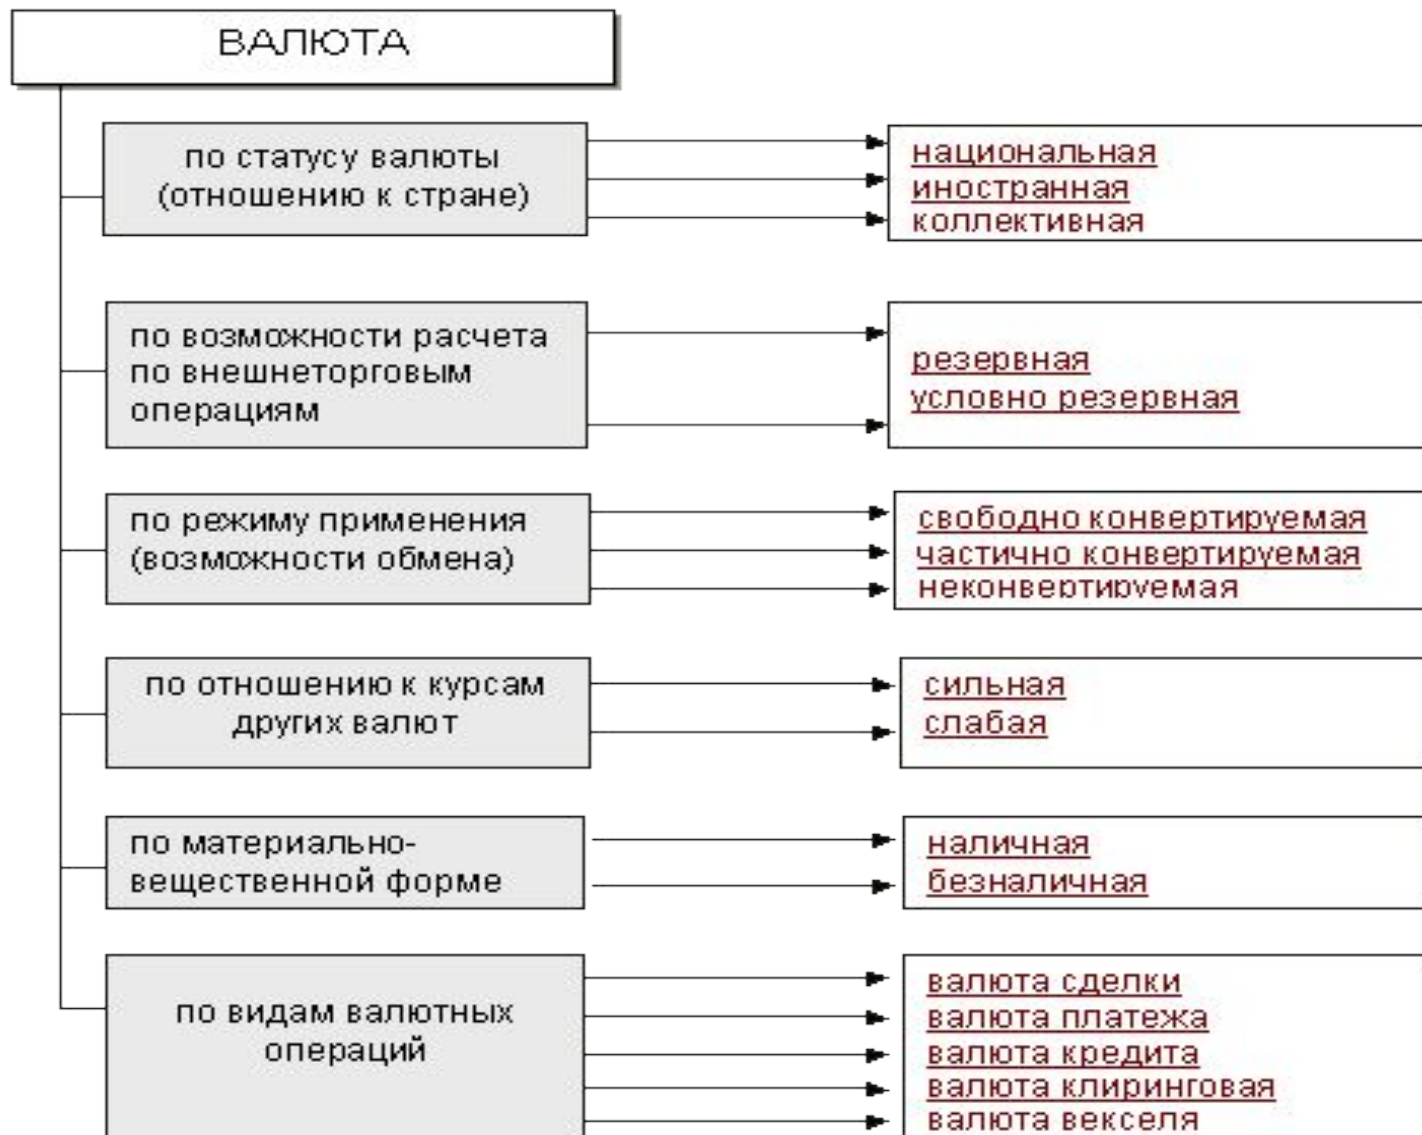 ВАЛЮТА
по статусу валюты
(отношению к стране)
национальная
иностранная
коллективная
по возможности расчета
по внешнеторговым
операциям
резервная
условно резервная
по режиму применения
(возможности обмена)
свободно конвертируемая
частично конвертируемая
неконвертируемая
по отношению к курсам
других валют
сильная
слабая
по материально-
вещественной форме
наличная
безналичная
по видам валютных
операций
валюта сделки
валюта платежа
валюта кредита
валюта клиринговая
валюта векселя